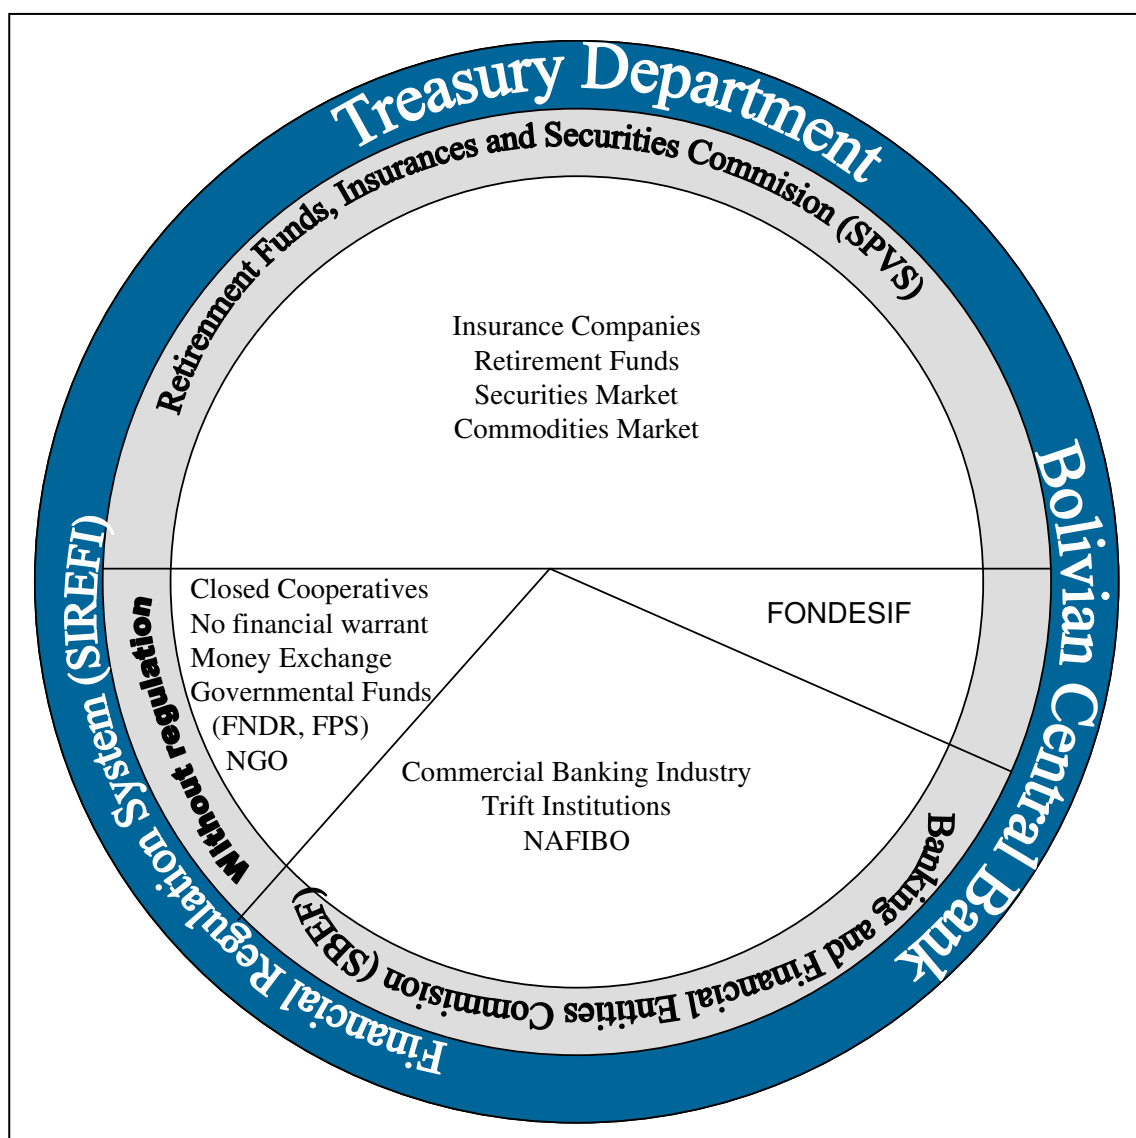 Treasury Department
Retirenment Funds, Insurances and Securities Commision (SPVS)
Insurance Companies
Retirement Funds
Securities Market
Commodities Market
Bolivian Central Bank
Financial Regulation System (SIREFI)
Without regulation
Closed Cooperatives
No financial warrant
Money Exchange
Governmental Funds
(FNDR, FPS)
NGO
FONDESIF
Commercial Banking Industry
Trift Institutions
NAFIBO
Banking and Financial Entities Commision (SBEF)